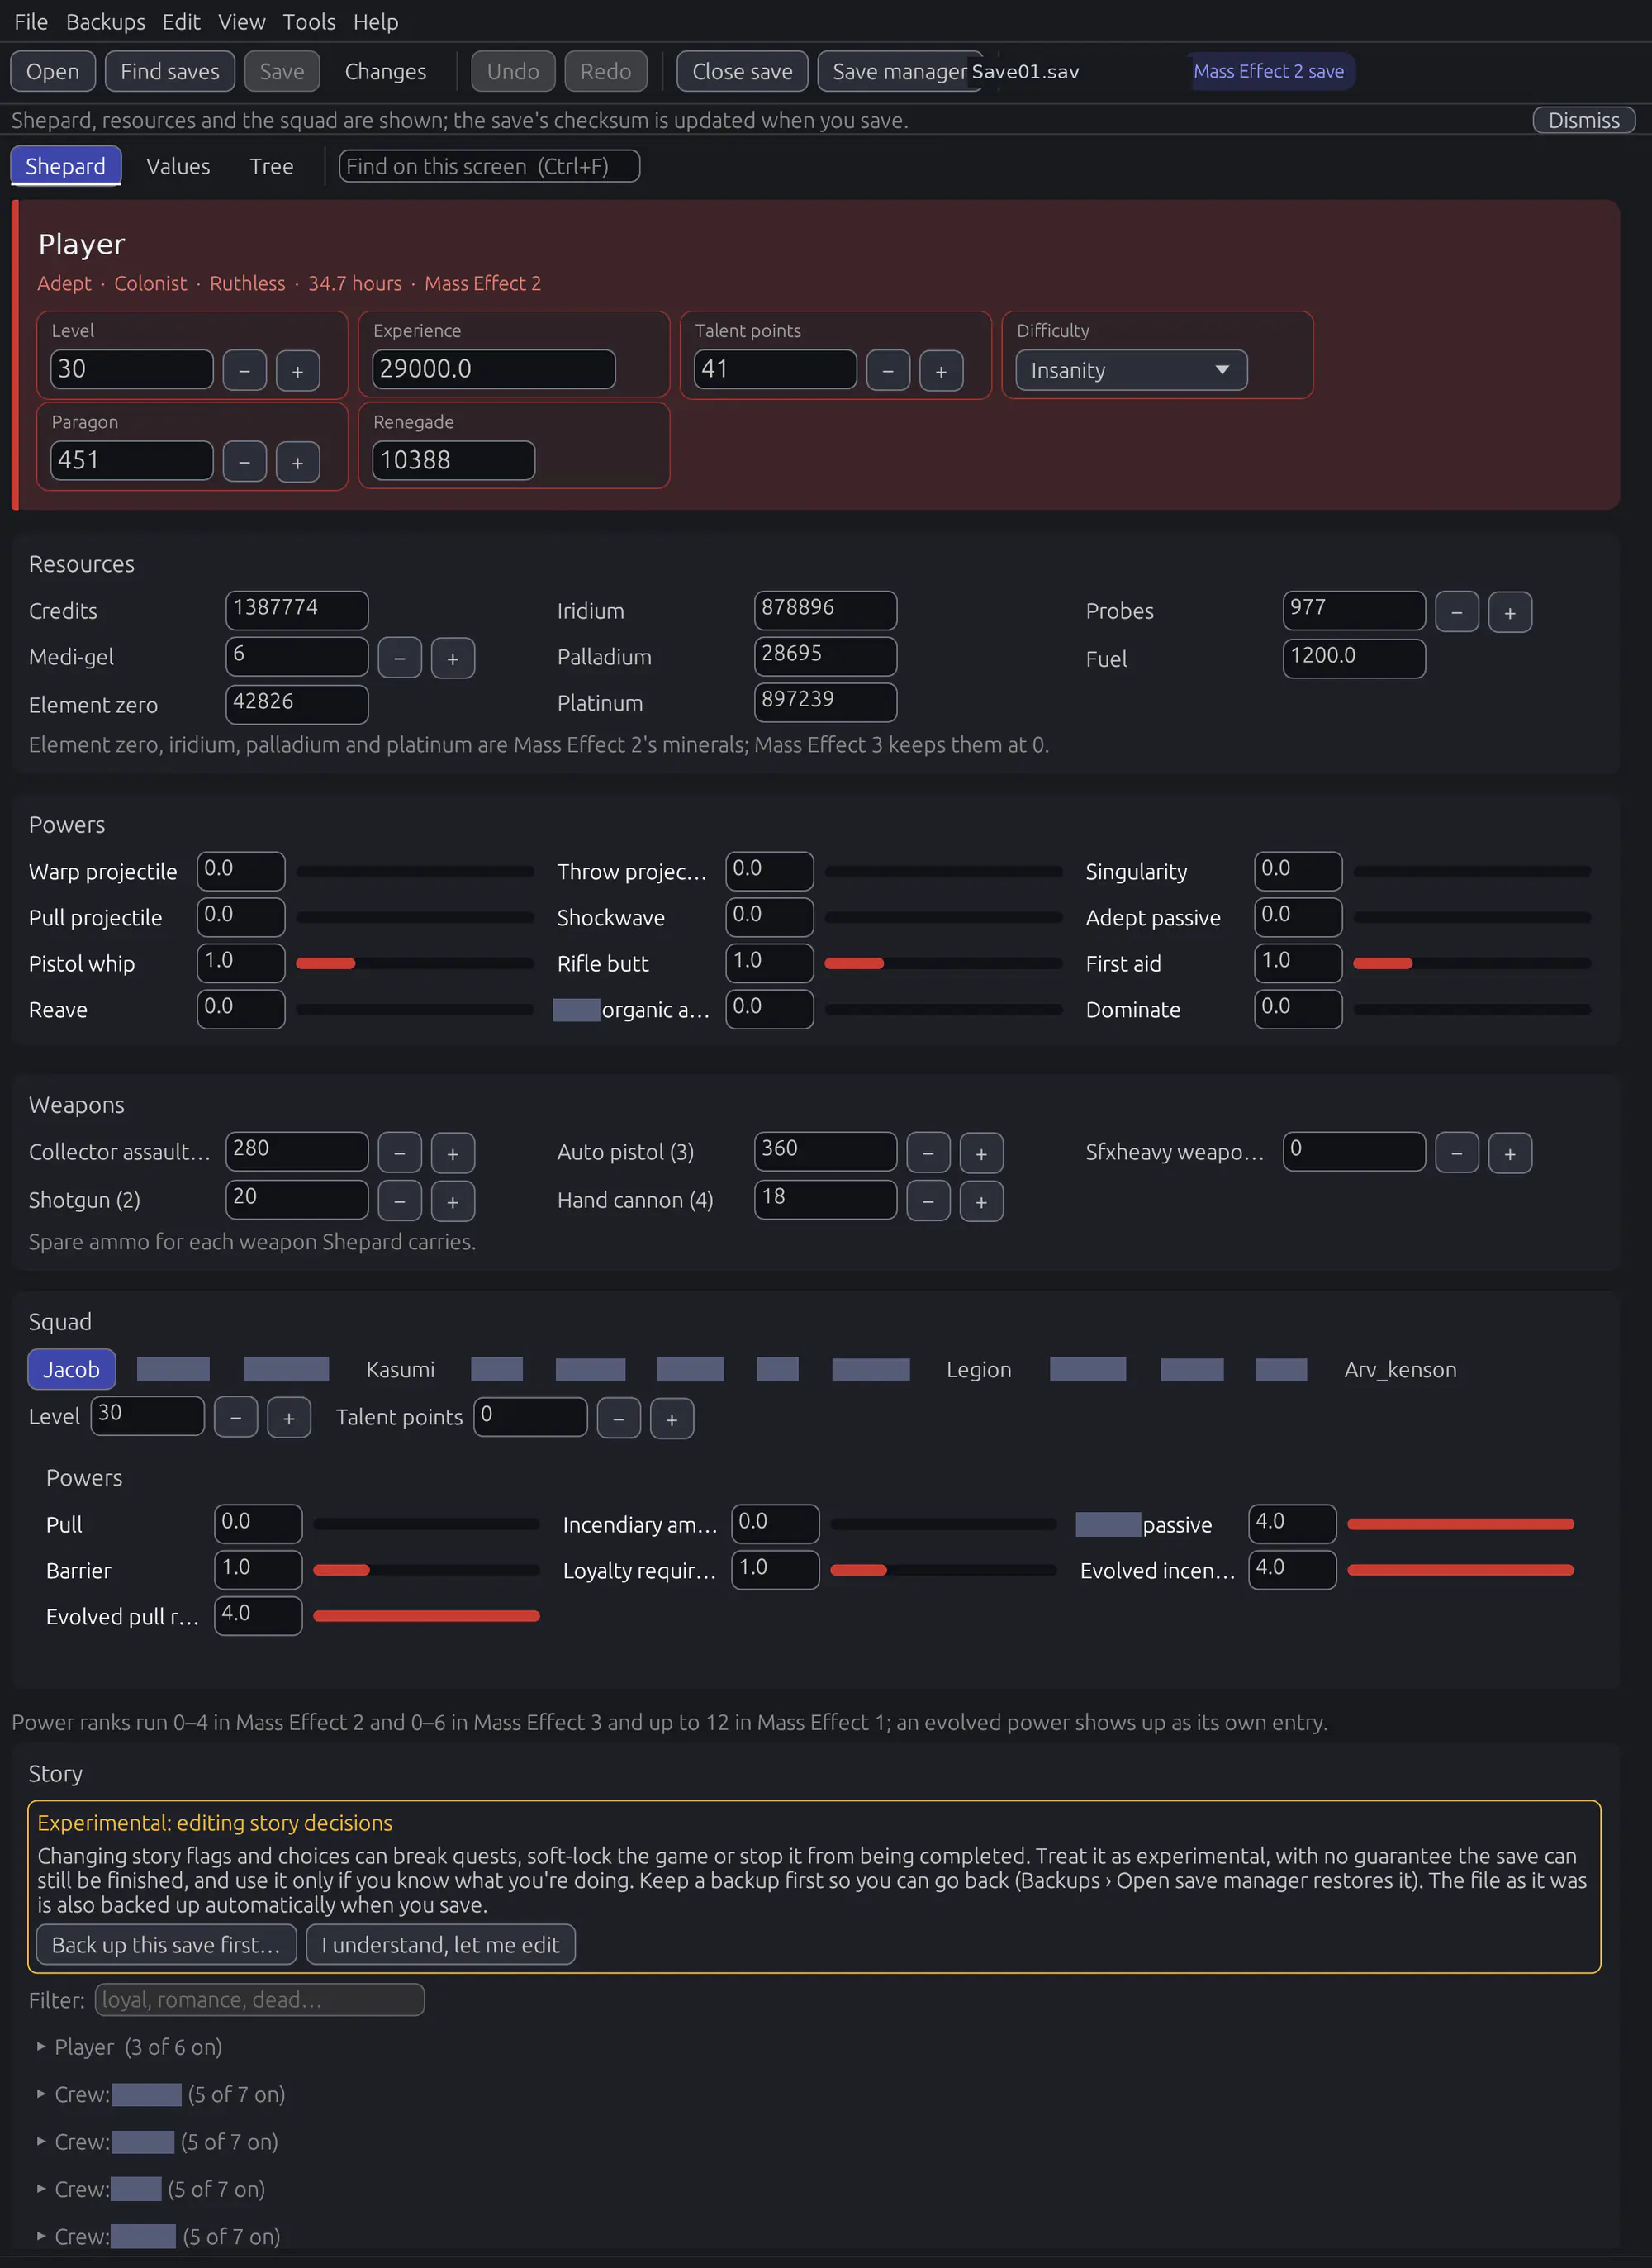 File Backups Edit View Tools Help
Open Find saves Save Changes Undo Redo Close save Save manager Save01.sav Mass Effect 2 save
Shepard, resources and the squad are shown; the save's checksum is updated when you save. Dismiss
Shepard Values Tree Find on this screen (Ctrl+F)
Player
Adept · Colonist · Ruthless · 34.7 hours · Mass Effect 2
Level Experience Talent points Difficulty
30 − + 29000.0 41 − + Insanity
Paragon Renegade
451 − + 10388
Resources
Credits 1387774 Iridium 878896 Probes 977 − +
Medi-gel 6 − + Palladium 28695 Fuel 1200.0
Element zero 42826 Platinum 897239
Element zero, iridium, palladium and platinum are Mass Effect 2's minerals; Mass Effect 3 keeps them at 0.
Powers
Warp projectile 0.0 Throw projec… 0.0 Singularity 0.0
Pull projectile 0.0 Shockwave 0.0 Adept passive 0.0
Pistol whip 1.0 Rifle butt 1.0 First aid 1.0
Reave 0.0 organic a… 0.0 Dominate 0.0
Weapons
Collector assault… 280 − + Auto pistol (3) 360 − + Sfxheavy weapo… 0 − +
Shotgun (2) 20 − + Hand cannon (4) 18 − +
Spare ammo for each weapon Shepard carries.
Squad
Jacob Kasumi Legion Arv_kenson
Level 30 − + Talent points 0 − +
Powers
Pull 0.0 Incendiary am… 0.0 passive 4.0
Barrier 1.0 Loyalty requir… 1.0 Evolved incen… 4.0
Evolved pull r… 4.0
Power ranks run 0–4 in Mass Effect 2 and 0–6 in Mass Effect 3 and up to 12 in Mass Effect 1; an evolved power shows up as its own entry.
Story
Experimental: editing story decisions
Changing story flags and choices can break quests, soft-lock the game or stop it from being completed. Treat it as experimental, with no guarantee the save can
still be finished, and use it only if you know what you're doing. Keep a backup first so you can go back (Backups › Open save manager restores it). The file as it was
is also backed up automatically when you save.
Back up this save first… I understand, let me edit
Filter: loyal, romance, dead…
Player (3 of 6 on)
Crew: (5 of 7 on)
Crew: (5 of 7 on)
Crew: (5 of 7 on)
Crew: (5 of 7 on)